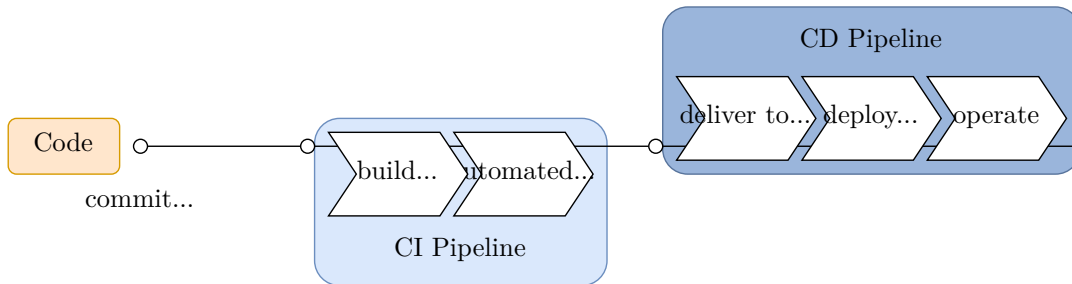 CD Pipeline
deliver to...
deploy...
operate
Code
commit...
build...
utomated...
CI Pipeline